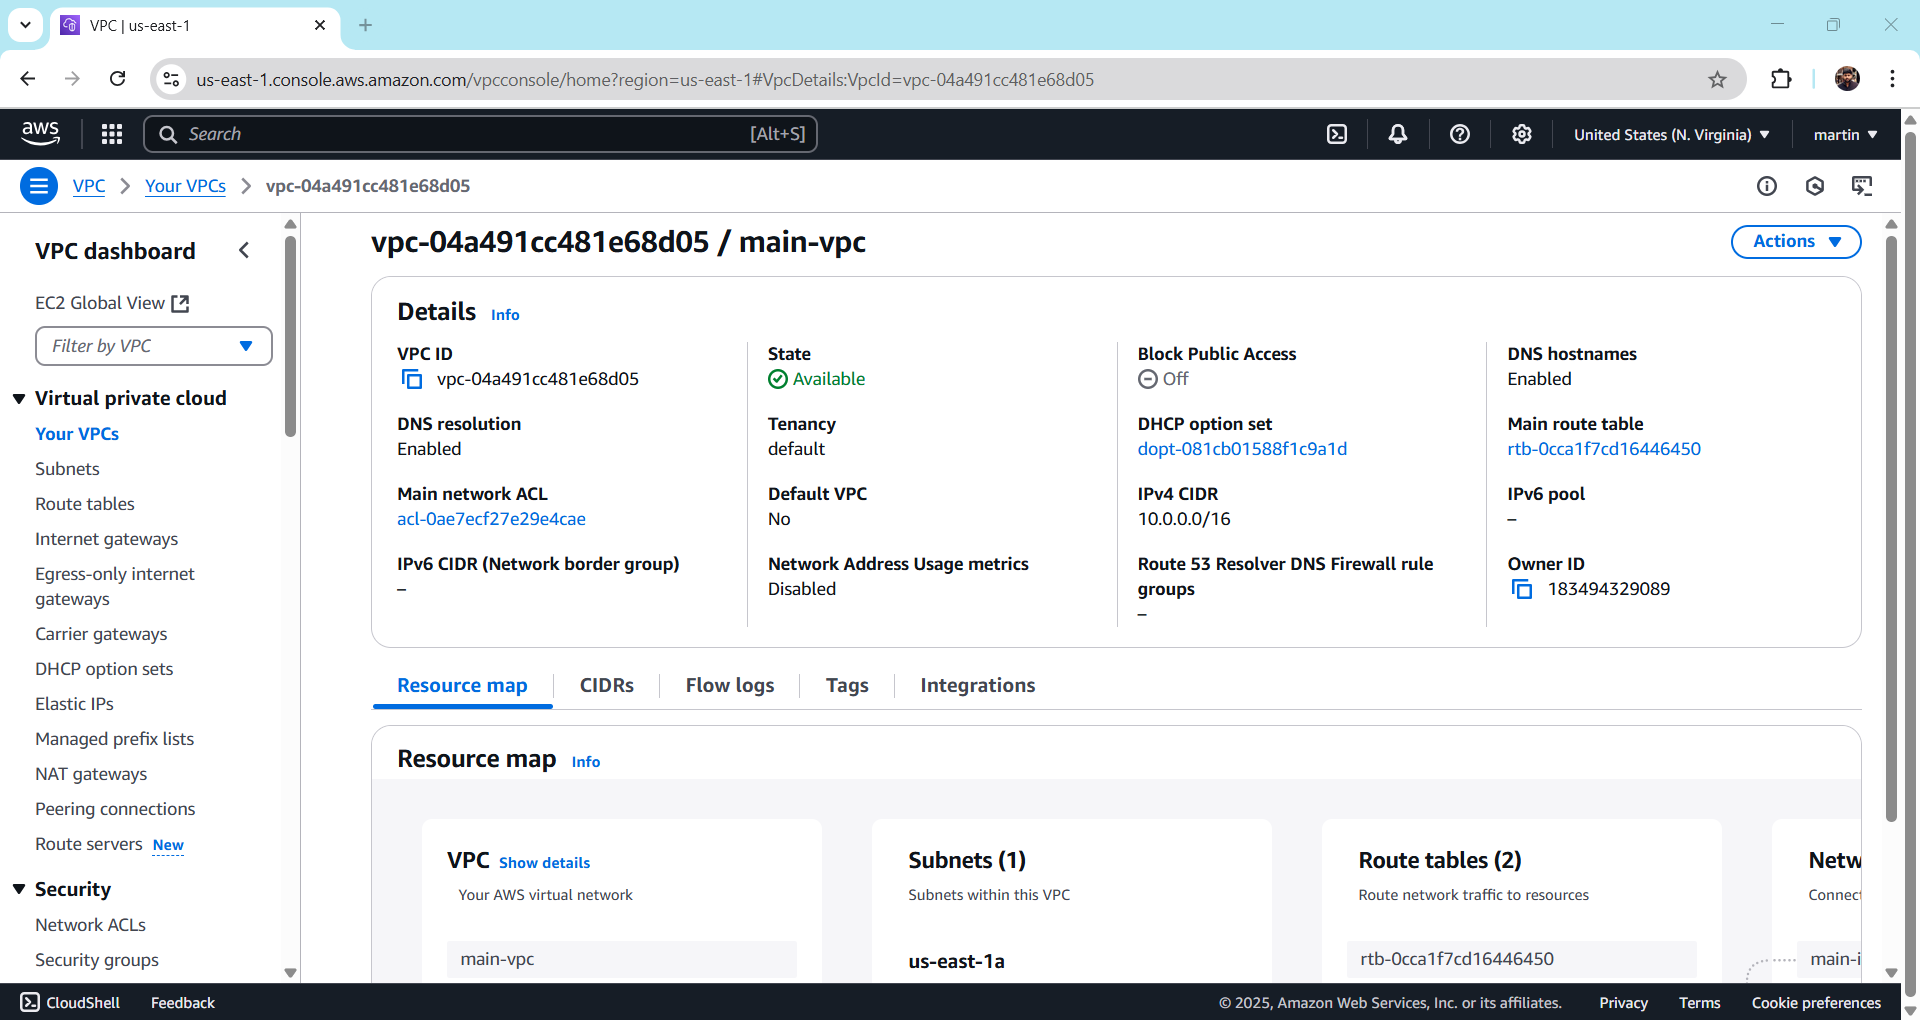 VPC | us-east-1
us-east-1.console.aws.amazon.com/vpcconsole/home?region=us-east-1#VpcDetails:VpcId=vpc-04a491cc481e68d05
aws
Search
[Alt+S]
United States (N. Virginia)
martin
VPC
Your VPCs
vpc-04a491cc481e68d05
VPC dashboard
EC2 Global View
Filter by VPC
Virtual private cloud
Your VPCs
Subnets
Route tables
Internet gateways
Egress-only internet
gateways
Carrier gateways
DHCP option sets
Elastic IPs
Managed prefix lists
NAT gateways
Peering connections
Route servers New
Security
Network ACLs
Security groups
vpc-04a491cc481e68d05 / main-vpc
Actions
Details Info
VPC ID
vpc-04a491cc481e68d05
State
Available
Block Public Access
Off
DNS hostnames
Enabled
DNS resolution
Enabled
Tenancy
default
DHCP option set
dopt-081cb01588f1c9a1d
Main route table
rtb-0cca1f7cd16446450
Main network ACL
acl-0ae7ecf27e29e4cae
Default VPC
No
IPv4 CIDR
10.0.0.0/16
IPv6 pool
–
IPv6 CIDR (Network border group)
–
Network Address Usage metrics
Disabled
Route 53 Resolver DNS Firewall rule
groups
–
Owner ID
183494329089
Resource map
CIDRs
Flow logs
Tags
Integrations
Resource map Info
VPC Show details
Your AWS virtual network
main-vpc
Subnets (1)
Subnets within this VPC
us-east-1a
Route tables (2)
Route network traffic to resources
rtb-0cca1f7cd16446450
Netw
Connect
main-i
CloudShell
Feedback
© 2025, Amazon Web Services, Inc. or its affiliates.
Privacy
Terms
Cookie preferences